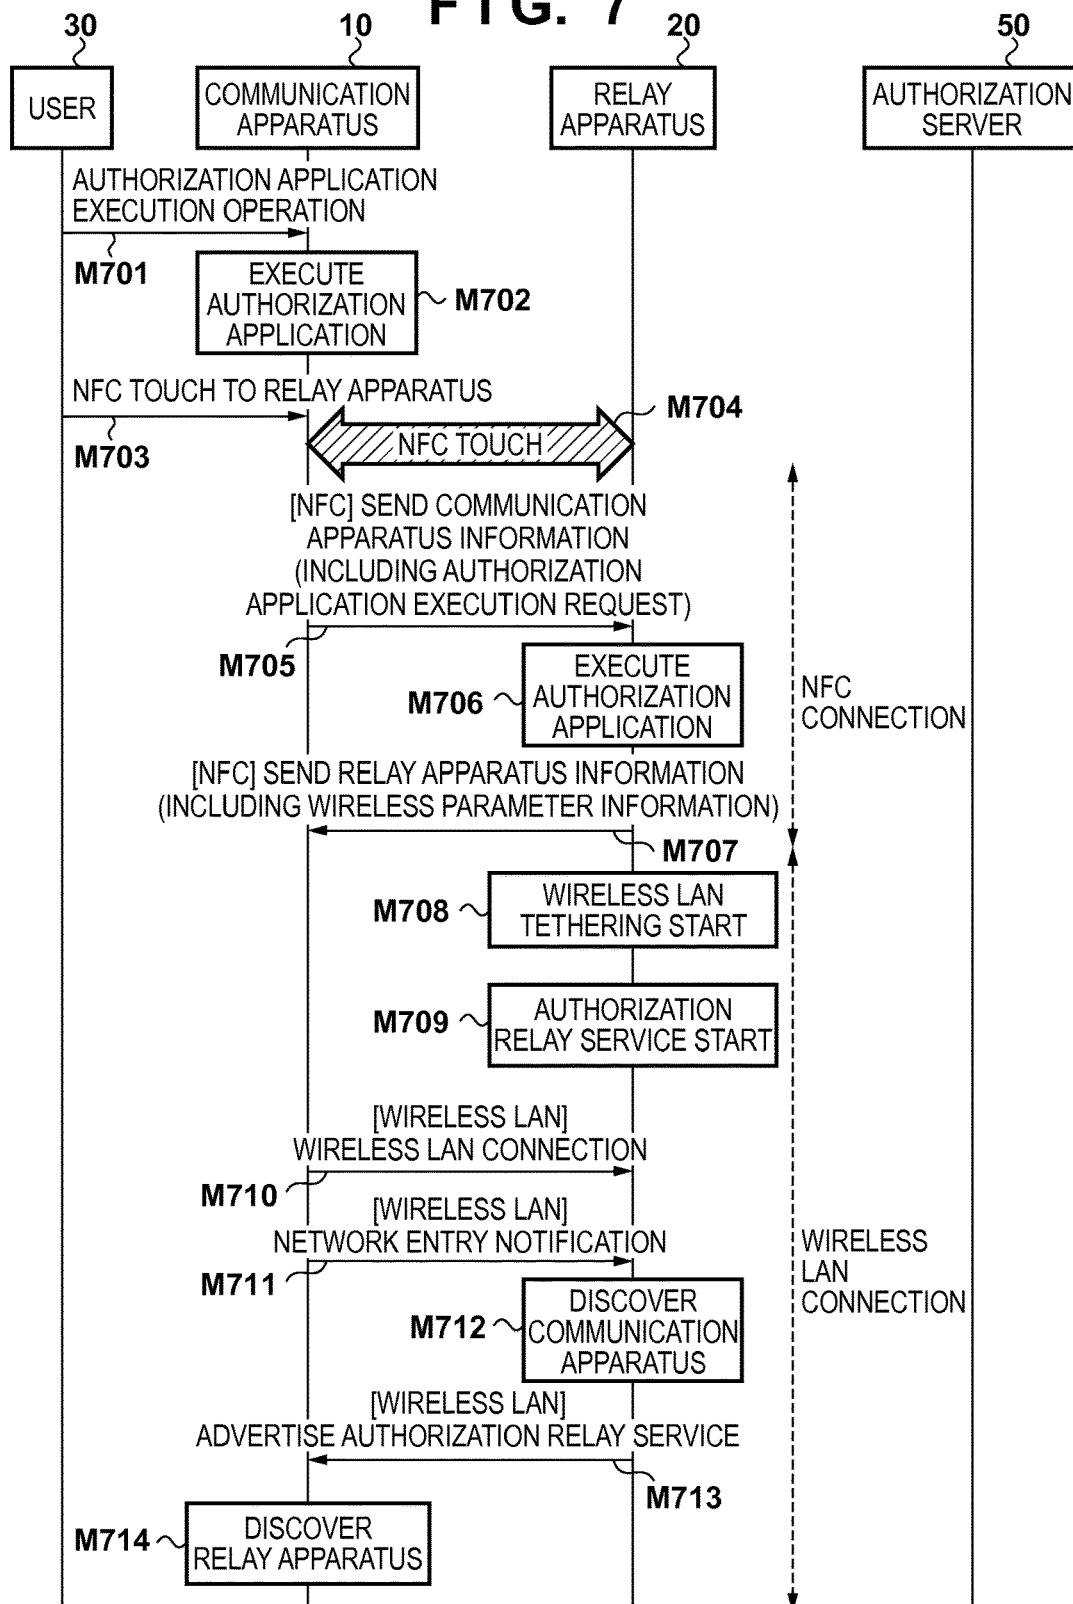 FIG. 7
30
10
20
50
USER
COMMUNICATION
APPARATUS
RELAY
APPARATUS
AUTHORIZATION
SERVER
AUTHORIZATION APPLICATION
EXECUTION OPERATION
M701
EXECUTE
AUTHORIZATION
APPLICATION
M702
NFC TOUCH TO RELAY APPARATUS
M703
NFC TOUCH
M704
[NFC] SEND COMMUNICATION
APPARATUS INFORMATION
(INCLUDING AUTHORIZATION
APPLICATION EXECUTION REQUEST)
M705
M706
EXECUTE
AUTHORIZATION
APPLICATION
NFC
CONNECTION
[NFC] SEND RELAY APPARATUS INFORMATION
(INCLUDING WIRELESS PARAMETER INFORMATION)
M707
M708
WIRELESS LAN
TETHERING START
M709
AUTHORIZATION
RELAY SERVICE START
[WIRELESS LAN]
WIRELESS LAN CONNECTION
M710
[WIRELESS LAN]
NETWORK ENTRY NOTIFICATION
M711
WIRELESS
LAN
CONNECTION
M712
DISCOVER
COMMUNICATION
APPARATUS
[WIRELESS LAN]
ADVERTISE AUTHORIZATION RELAY SERVICE
M713
M714
DISCOVER
RELAY APPARATUS